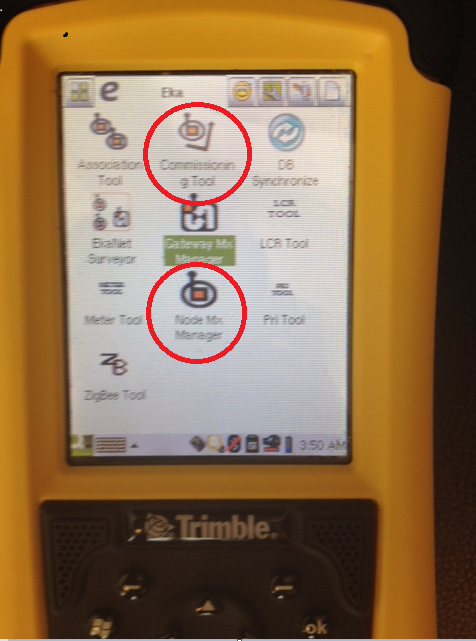 e Eka
Association Commissionin DB
Tool g Tool Synchronize
LCR
TOOL
EkaNet Gateway Mx LCR Tool
Surveyor Manager
METER PRI
TOOL TOOL
Meter Tool Node Mx Pri Tool
Manager
ZB
ZigBee Tool
3:50 AM
Trimble.
ok